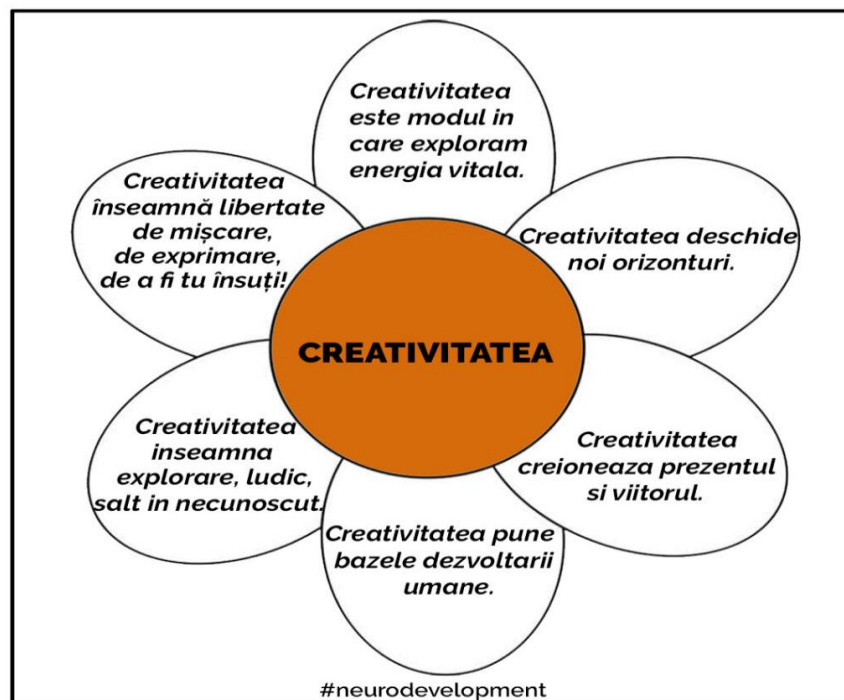 Creativitatea
este modul in
care exploram
energia vitala.
Creativitatea deschide
noi orizonturi.
Creativitatea
creioneaza prezentul
si viitorul.
Creativitatea pune
bazele dezvoltarii
umane.
Creativitatea
inseamna
explorare, ludic,
salt in necunoscut.
Creativitatea
înseamnă libertate
de mișcare,
de exprimare,
de a fi tu însuți!
CREATIVITATEA
#neurodevelopment